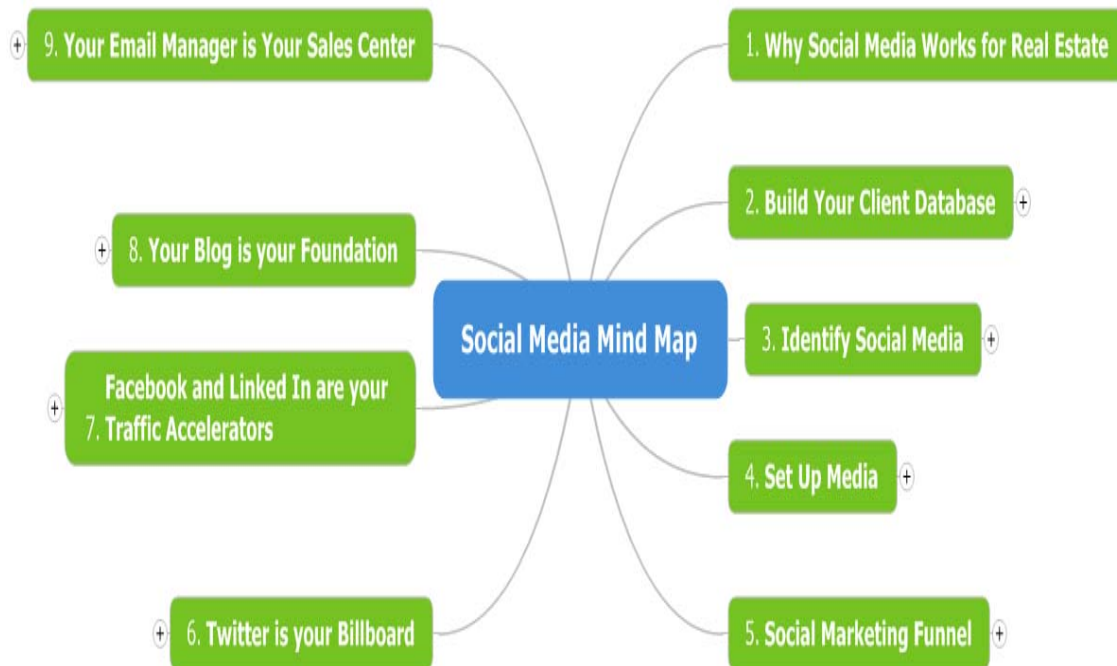 Social Media Mind Map
1. Why Social Media Works for Real Estate
2. Build Your Client Database
3. Identify Social Media
4. Set Up Media
5. Social Marketing Funnel
6. Twitter is your Billboard
Facebook and Linked In are your
7. Traffic Accelerators
8. Your Blog is your Foundation
9. Your Email Manager is Your Sales Center